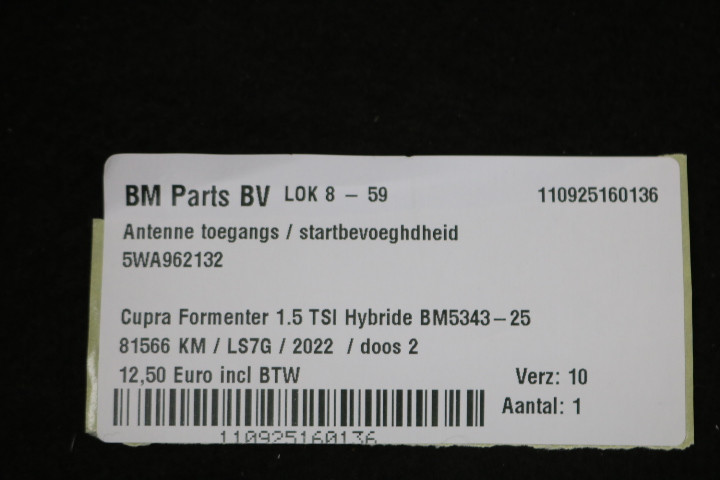 BM Parts BV LOK 8 - 59 110925160136
Antenne toegangs / startbevoeghdheid
5WA962132
Cupra Formenter 1.5 TSI Hybride BM5343-25
81566 KM / LS7G / 2022 / doos 2
12,50 Euro incl BTW Verz: 10
Aantal: 1
110925160136